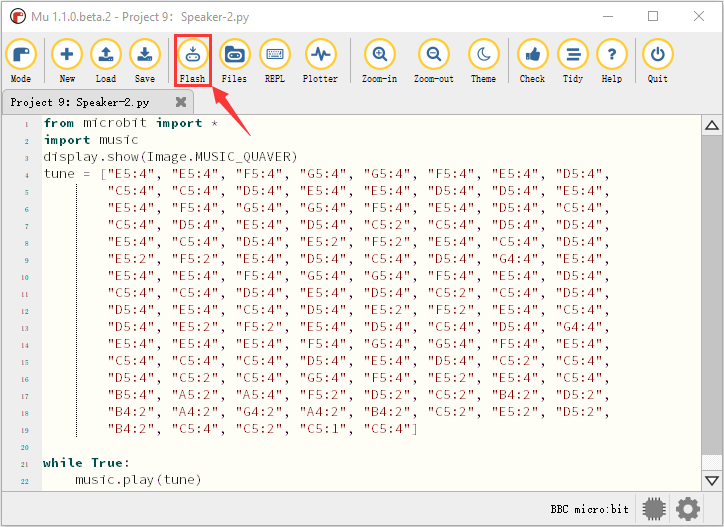 Mu 1.1.0.beta.2 - Project 9: Speaker-2.py
Mode New Load Save Flash Files REPL Plotter Zoom-in Zoom-out Theme Check Tidy Help Quit
Project 9: Speaker-2.py
1 from microbit import *
2 import music
3 display.show(Image.MUSIC_QUAVER)
4 tune = ["E5:4", "E5:4", "F5:4", "G5:4", "G5:4", "F5:4", "E5:4", "D5:4",
5 "C5:4", "C5:4", "D5:4", "E5:4", "E5:4", "D5:4", "D5:4", "E5:4",
6 "E5:4", "F5:4", "G5:4", "G5:4", "F5:4", "E5:4", "D5:4", "C5:4",
7 "C5:4", "D5:4", "E5:4", "D5:4", "C5:2", "C5:4", "D5:4", "D5:4",
8 "E5:4", "C5:4", "D5:4", "E5:2", "F5:2", "E5:4", "C5:4", "D5:4",
9 "E5:2", "F5:2", "E5:4", "D5:4", "C5:4", "D5:4", "G4:4", "E5:4",
10 "E5:4", "E5:4", "F5:4", "G5:4", "G5:4", "F5:4", "E5:4", "D5:4",
11 "C5:4", "C5:4", "D5:4", "E5:4", "D5:4", "C5:2", "C5:4", "D5:4",
12 "D5:4", "E5:4", "C5:4", "D5:4", "E5:2", "F5:2", "E5:4", "C5:4",
13 "D5:4", "E5:2", "F5:2", "E5:4", "D5:4", "C5:4", "D5:4", "G4:4",
14 "E5:4", "E5:4", "E5:4", "F5:4", "G5:4", "G5:4", "F5:4", "E5:4",
15 "C5:4", "C5:4", "D5:4", "G5:4", "E5:4", "D5:4", "C5:2", "C5:4",
16 "D5:4", "C5:2", "C5:4", "G5:4", "F5:4", "E5:2", "E5:4", "C5:4",
17 "B5:4", "A5:2", "A5:4", "F5:2", "D5:2", "C5:2", "B4:2", "D5:2",
18 "B4:2", "A4:2", "G4:2", "A4:2", "B4:2", "C5:2", "E5:2", "D5:2",
19 "B4:2", "C5:4", "C5:2", "C5:1", "C5:4"]
20
21 while True:
22 music.play(tune)
BBC micro:bit